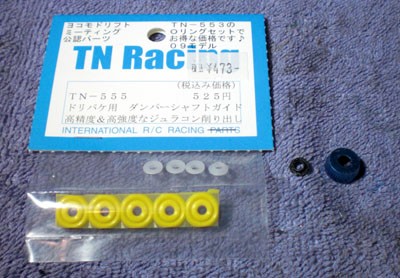 ヨコモドリフト
ミーティング
公認パーツ
TN-553の
Oリングセットで
お得な価格です♪
09モデル
TN Racing
¥473-
(税込み価格)
TN-555 525円
ドリパケ用 ダンパーシャフトガイド
高精度&高強度なジュラコン削り出し
INTERNATIONAL R/C RACING PARTS